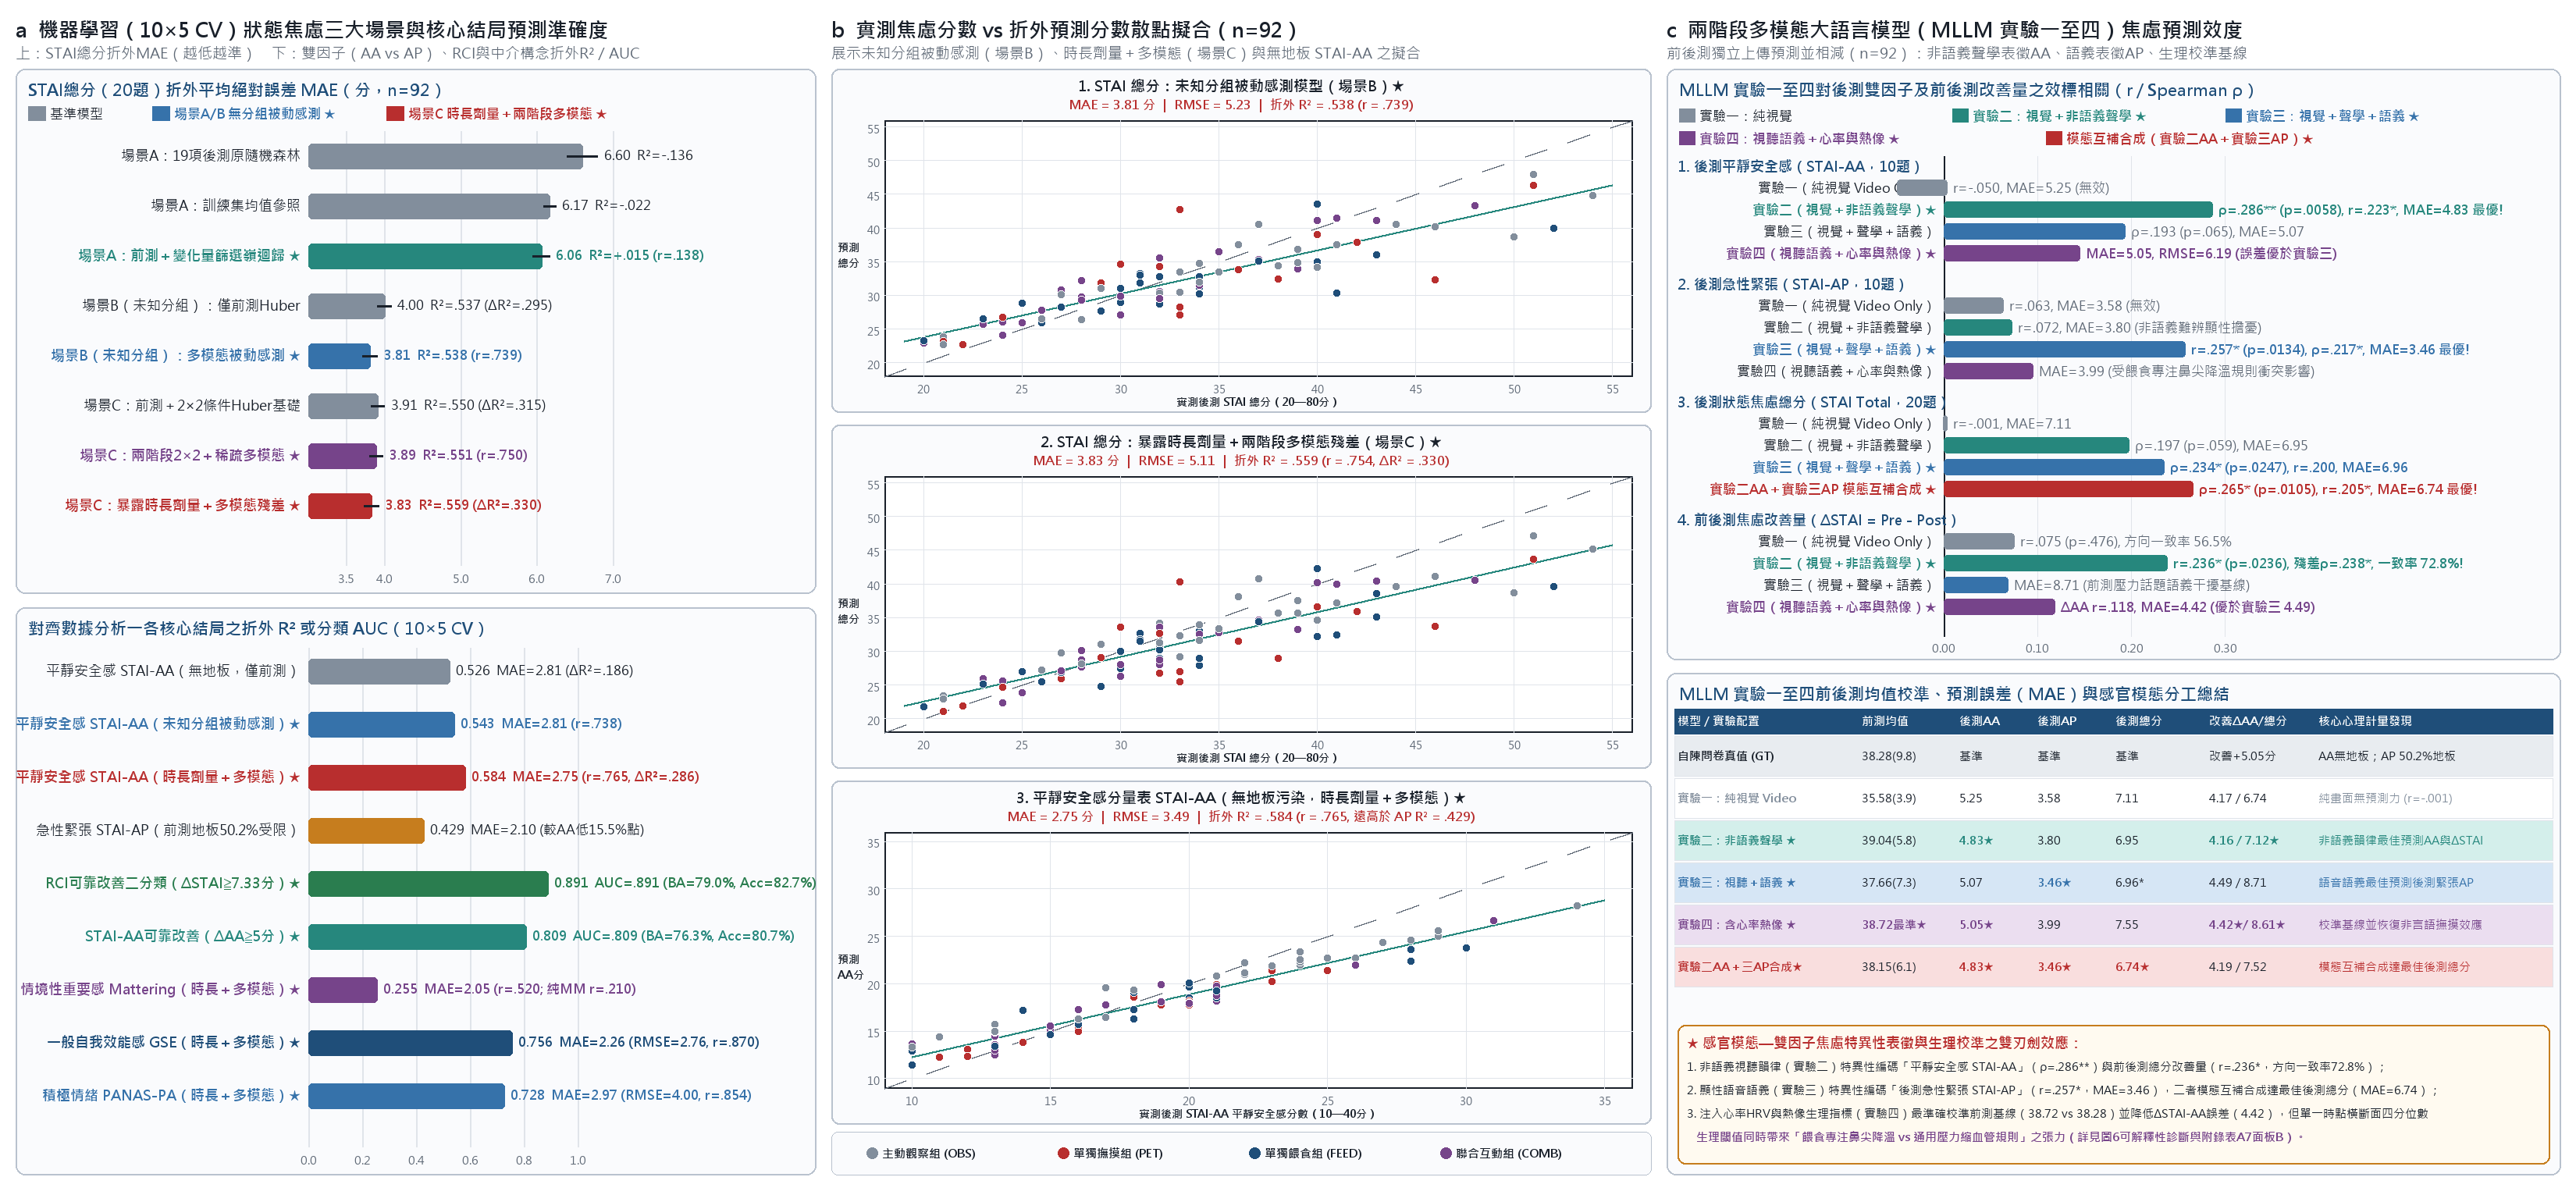 a 機器學習（10×5 CV）狀態焦慮三大場景與核心結局預測準確度
上：STAI總分折外MAE（越低越準） 下：雙因子（AA vs AP）、RCI與中介構念折外R² / AUC
STAI總分（20題）折外平均絕對誤差 MAE（分，n=92）
基準模型
場景A/B 無分組被動感測 ★
場景C 時長劑量＋兩階段多模態 ★
場景A：19項後測原隨機森林 6.60 R²=-.136
場景A：訓練集均值參照 6.17 R²=-.022
場景A：前測＋變化量篩選嶺迴歸 ★ 6.06 R²=+.015 (r=.138)
場景B（未知分組）：僅前測Huber 4.00 R²=.537 (ΔR²=.295)
場景B（未知分組）：多模態被動感測 ★ 3.81 R²=.538 (r=.739)
場景C：前測＋2×2條件Huber基礎 3.91 R²=.550 (ΔR²=.315)
場景C：兩階段2×2＋稀疏多模態 ★ 3.89 R²=.551 (r=.750)
場景C：暴露時長劑量＋多模態殘差 ★ 3.83 R²=.559 (ΔR²=.330)
3.5 4.0 5.0 6.0 7.0
對齊數據分析—各核心結局之折外 R² 或分類 AUC（10×5 CV）
平靜安全感 STAI-AA（無地板，僅前測） 0.526 MAE=2.81 (ΔR²=.186)
平靜安全感 STAI-AA（未知分組被動感測）★ 0.543 MAE=2.81 (r=.738)
平靜安全感 STAI-AA（時長劑量＋多模態）★ 0.584 MAE=2.75 (r=.765, ΔR²=.286)
急性緊張 STAI-AP（前測地板50.2%受限） 0.429 MAE=2.10 (較AA低15.5%點)
RCI可靠改善二分類（ΔSTAI≧7.33分）★ 0.891 AUC=.891 (BA=79.0%, Acc=82.7%)
STAI-AA可靠改善（ΔAA≧5分）★ 0.809 AUC=.809 (BA=76.3%, Acc=80.7%)
情境性重要感 Mattering（時長＋多模態）★ 0.255 MAE=2.05 (r=.520; 純MM r=.210)
一般自我效能感 GSE（時長＋多模態）★ 0.756 MAE=2.26 (RMSE=2.76, r=.870)
積極情緒 PANAS-PA（時長＋多模態）★ 0.728 MAE=2.97 (RMSE=4.00, r=.854)
0.0 0.2 0.4 0.6 0.8 1.0
b 實測焦慮分數 vs 折外預測分數散點擬合（n=92）
展示未知分組被動感測（場景B）、時長劑量＋多模態（場景C）與無地板 STAI-AA 之擬合
1. STAI 總分：未知分組被動感測模型（場景B）★
MAE = 3.81 分 | RMSE = 5.23 | 折外 R² = .538 (r = .739)
55
50
45
40
預測
總分
35
30
25
20
20 25 30 35 40 45 50 55
實測後測 STAI 總分（20—80分）
2. STAI 總分：暴露時長劑量＋兩階段多模態殘差（場景C）★
MAE = 3.83 分 | RMSE = 5.11 | 折外 R² = .559 (r = .754, ΔR² = .330)
55
50
45
40
預測
總分
35
30
25
20
20 25 30 35 40 45 50 55
實測後測 STAI 總分（20—80分）
3. 平靜安全感分量表 STAI-AA（無地板污染，時長劑量＋多模態）★
MAE = 2.75 分 | RMSE = 3.49 | 折外 R² = .584 (r = .765, 遠高於 AP R² = .429)
35
30
25
預測
AA分
20
15
10
10 15 20 25 30 35
實測後測 STAI-AA 平靜安全感分數（10—40分）
主動觀察組 (OBS)
單獨撫摸組 (PET)
單獨餵食組 (FEED)
聯合互動組 (COMB)
c 兩階段多模態大語言模型（MLLM 實驗一至四）焦慮預測效度
前後測獨立上傳預測並相減（n=92）：非語義聲學表徵AA、語義表徵AP、生理校準基線
MLLM 實驗一至四對後測雙因子及前後測改善量之效標相關（r / Spearman ρ）
實驗一：純視覺
實驗二：視覺＋非語義聲學 ★
實驗三：視覺＋聲學＋語義 ★
實驗四：視聽語義＋心率與熱像 ★
模態互補合成（實驗二AA＋實驗三AP）★
1. 後測平靜安全感（STAI-AA，10題）
實驗一（純視覺 Video r=-.050, MAE=5.25 (無效)
實驗二（視覺＋非語義聲學）★ ρ=.286** (p=.0058), r=.223*, MAE=4.83 最優!
實驗三（視覺＋聲學＋語義） ρ=.193 (p=.065), MAE=5.07
實驗四（視聽語義＋心率與熱像）★ MAE=5.05, RMSE=6.19 (誤差優於實驗三)
2. 後測急性緊張（STAI-AP，10題）
實驗一（純視覺 Video Only） r=.063, MAE=3.58 (無效)
實驗二（視覺＋非語義聲學） r=.072, MAE=3.80 (非語義難辨顯性擔憂)
實驗三（視覺＋聲學＋語義）★ r=.257* (p=.0134), ρ=.217*, MAE=3.46 最優!
實驗四（視聽語義＋心率與熱像） MAE=3.99 (受餵食專注鼻尖降溫規則衝突影響)
3. 後測狀態焦慮總分（STAI Total，20題）
實驗一（純視覺 Video Only） r=-.001, MAE=7.11
實驗二（視覺＋非語義聲學） ρ=.197 (p=.059), MAE=6.95
實驗三（視覺＋聲學＋語義）★ ρ=.234* (p=.0247), r=.200, MAE=6.96
實驗二AA＋實驗三AP 模態互補合成 ★ ρ=.265* (p=.0105), r=.205*, MAE=6.74 最優!
4. 前後測焦慮改善量（ΔSTAI = Pre - Post）
實驗一（純視覺 Video Only） r=.075 (p=.476), 方向一致率 56.5%
實驗二（視覺＋非語義聲學）★ r=.236* (p=.0236), 殘差ρ=.238*, 一致率 72.8%!
實驗三（視覺＋聲學＋語義） MAE=8.71 (前測壓力話題語義干擾基線)
實驗四（視聽語義＋心率與熱像）★ ΔAA r=.118, MAE=4.42 (優於實驗三 4.49)
0.00 0.10 0.20 0.30
MLLM 實驗一至四前後測均值校準、預測誤差（MAE）與感官模態分工總結
模型 / 實驗配置 前測均值 後測AA 後測AP 後測總分 改善ΔAA/總分 核心心理計量發現
自陳問卷真值 (GT) 38.28(9.8) 基準 基準 基準 改善+5.05分 AA無地板；AP 50.2%地板
實驗一：純視覺 Video 35.58(3.9) 5.25 3.58 7.11 4.17 / 6.74 純畫面無預測力 (r=-.001)
實驗二：非語義聲學 ★ 39.04(5.8) 4.83★ 3.80 6.95 4.16 / 7.12★ 非語義韻律最佳預測AA與ΔSTAI
實驗三：視聽＋語義 ★ 37.66(7.3) 5.07 3.46★ 6.96* 4.49 / 8.71 語音語義最佳預測後測緊張AP
實驗四：含心率熱像 ★ 38.72最準★ 5.05★ 3.99 7.55 4.42★/ 8.61★ 校準基線並恢復非言語撫摸效應
實驗二AA＋三AP合成★ 38.15(6.1) 4.83★ 3.46★ 6.74★ 4.19 / 7.52 模態互補合成達最佳後測總分
★ 感官模態—雙因子焦慮特異性表徵與生理校準之雙刃劍效應：
1. 非語義視聽韻律（實驗二）特異性編碼「平靜安全感 STAI-AA」（ρ=.286**）與前後測總分改善量（r=.236*，方向一致率72.8%）；
2. 顯性語音語義（實驗三）特異性編碼「後測急性緊張 STAI-AP」（r=.257*，MAE=3.46），二者模態互補合成達最佳後測總分（MAE=6.74）；
3. 注入心率HRV與熱像生理指標（實驗四）最準確校準前測基線（38.72 vs 38.28）並降低ΔSTAI-AA誤差（4.42），但單一時點橫斷面四分位數
生理閾值同時帶來「餵食專注鼻尖降溫 vs 通用壓力縮血管規則」之張力（詳見圖6可解釋性診斷與附錄表A7面板B）。